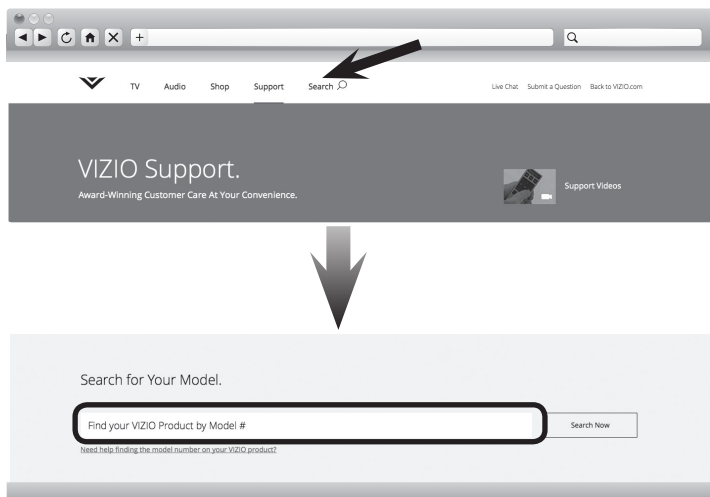 TV Audio Shop Support Search Live Chat Submit a Question Back to VIZIO.com
VIZIO Support.
Award-Winning Customer Care At Your Convenience.
Support Videos
Search for Your Model.
Find your VIZIO Product by Model # Search Now
Need help finding the model number on your VIZIO product?